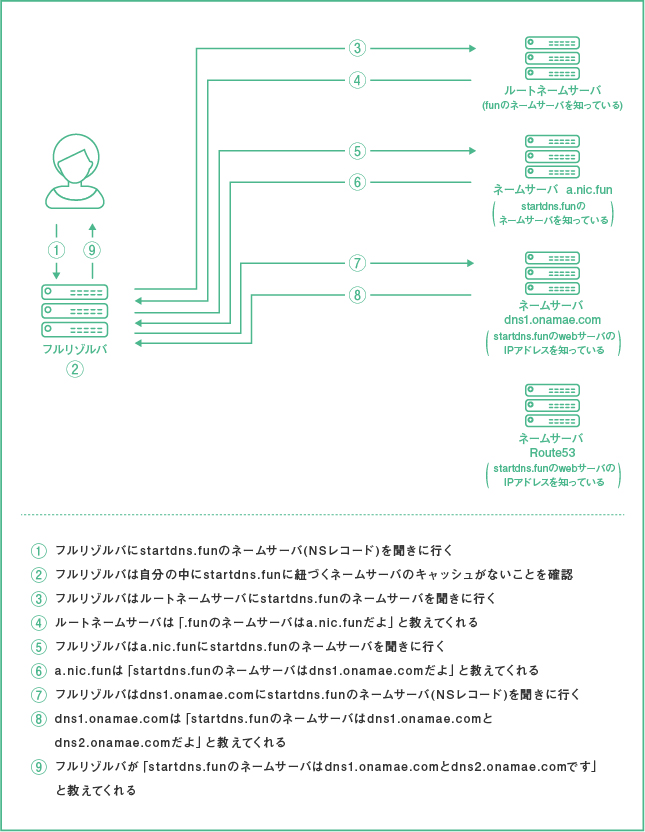 ③
④
ルートネームサーバ
(funのネームサーバを知っている)
⑤
⑥
ネームサーバ a.nic.fun
(startdns.funの
ネームサーバを知っている)
① ⑨
⑦
⑧
ネームサーバ
dns1.onamae.com
(startdns.funのwebサーバの
IPアドレスを知っている)
フルリゾルバ
②
ネームサーバ
Route53
(startdns.funのwebサーバの
IPアドレスを知っている)
① フルリゾルバにstartdns.funのネームサーバ(NSレコード)を聞きに行く
② フルリゾルバは自分の中にstartdns.funに紐づくネームサーバのキャッシュがないことを確認
③ フルリゾルバはルートネームサーバにstartdns.funのネームサーバを聞きに行く
④ ルートネームサーバは「.funのネームサーバはa.nic.funだよ」と教えてくれる
⑤ フルリゾルバはa.nic.funにstartdns.funのネームサーバを聞きに行く
⑥ a.nic.funは「startdns.funのネームサーバはdns1.onamae.comだよ」と教えてくれる
⑦ フルリゾルバはdns1.onamae.comにstartdns.funのネームサーバ(NSレコード)を聞きに行く
⑧ dns1.onamae.comは「startdns.funのネームサーバはdns1.onamae.comと
dns2.onamae.comだよ」と教えてくれる
⑨ フルリゾルバが「startdns.funのネームサーバはdns1.onamae.comとdns2.onamae.comです」
と教えてくれる